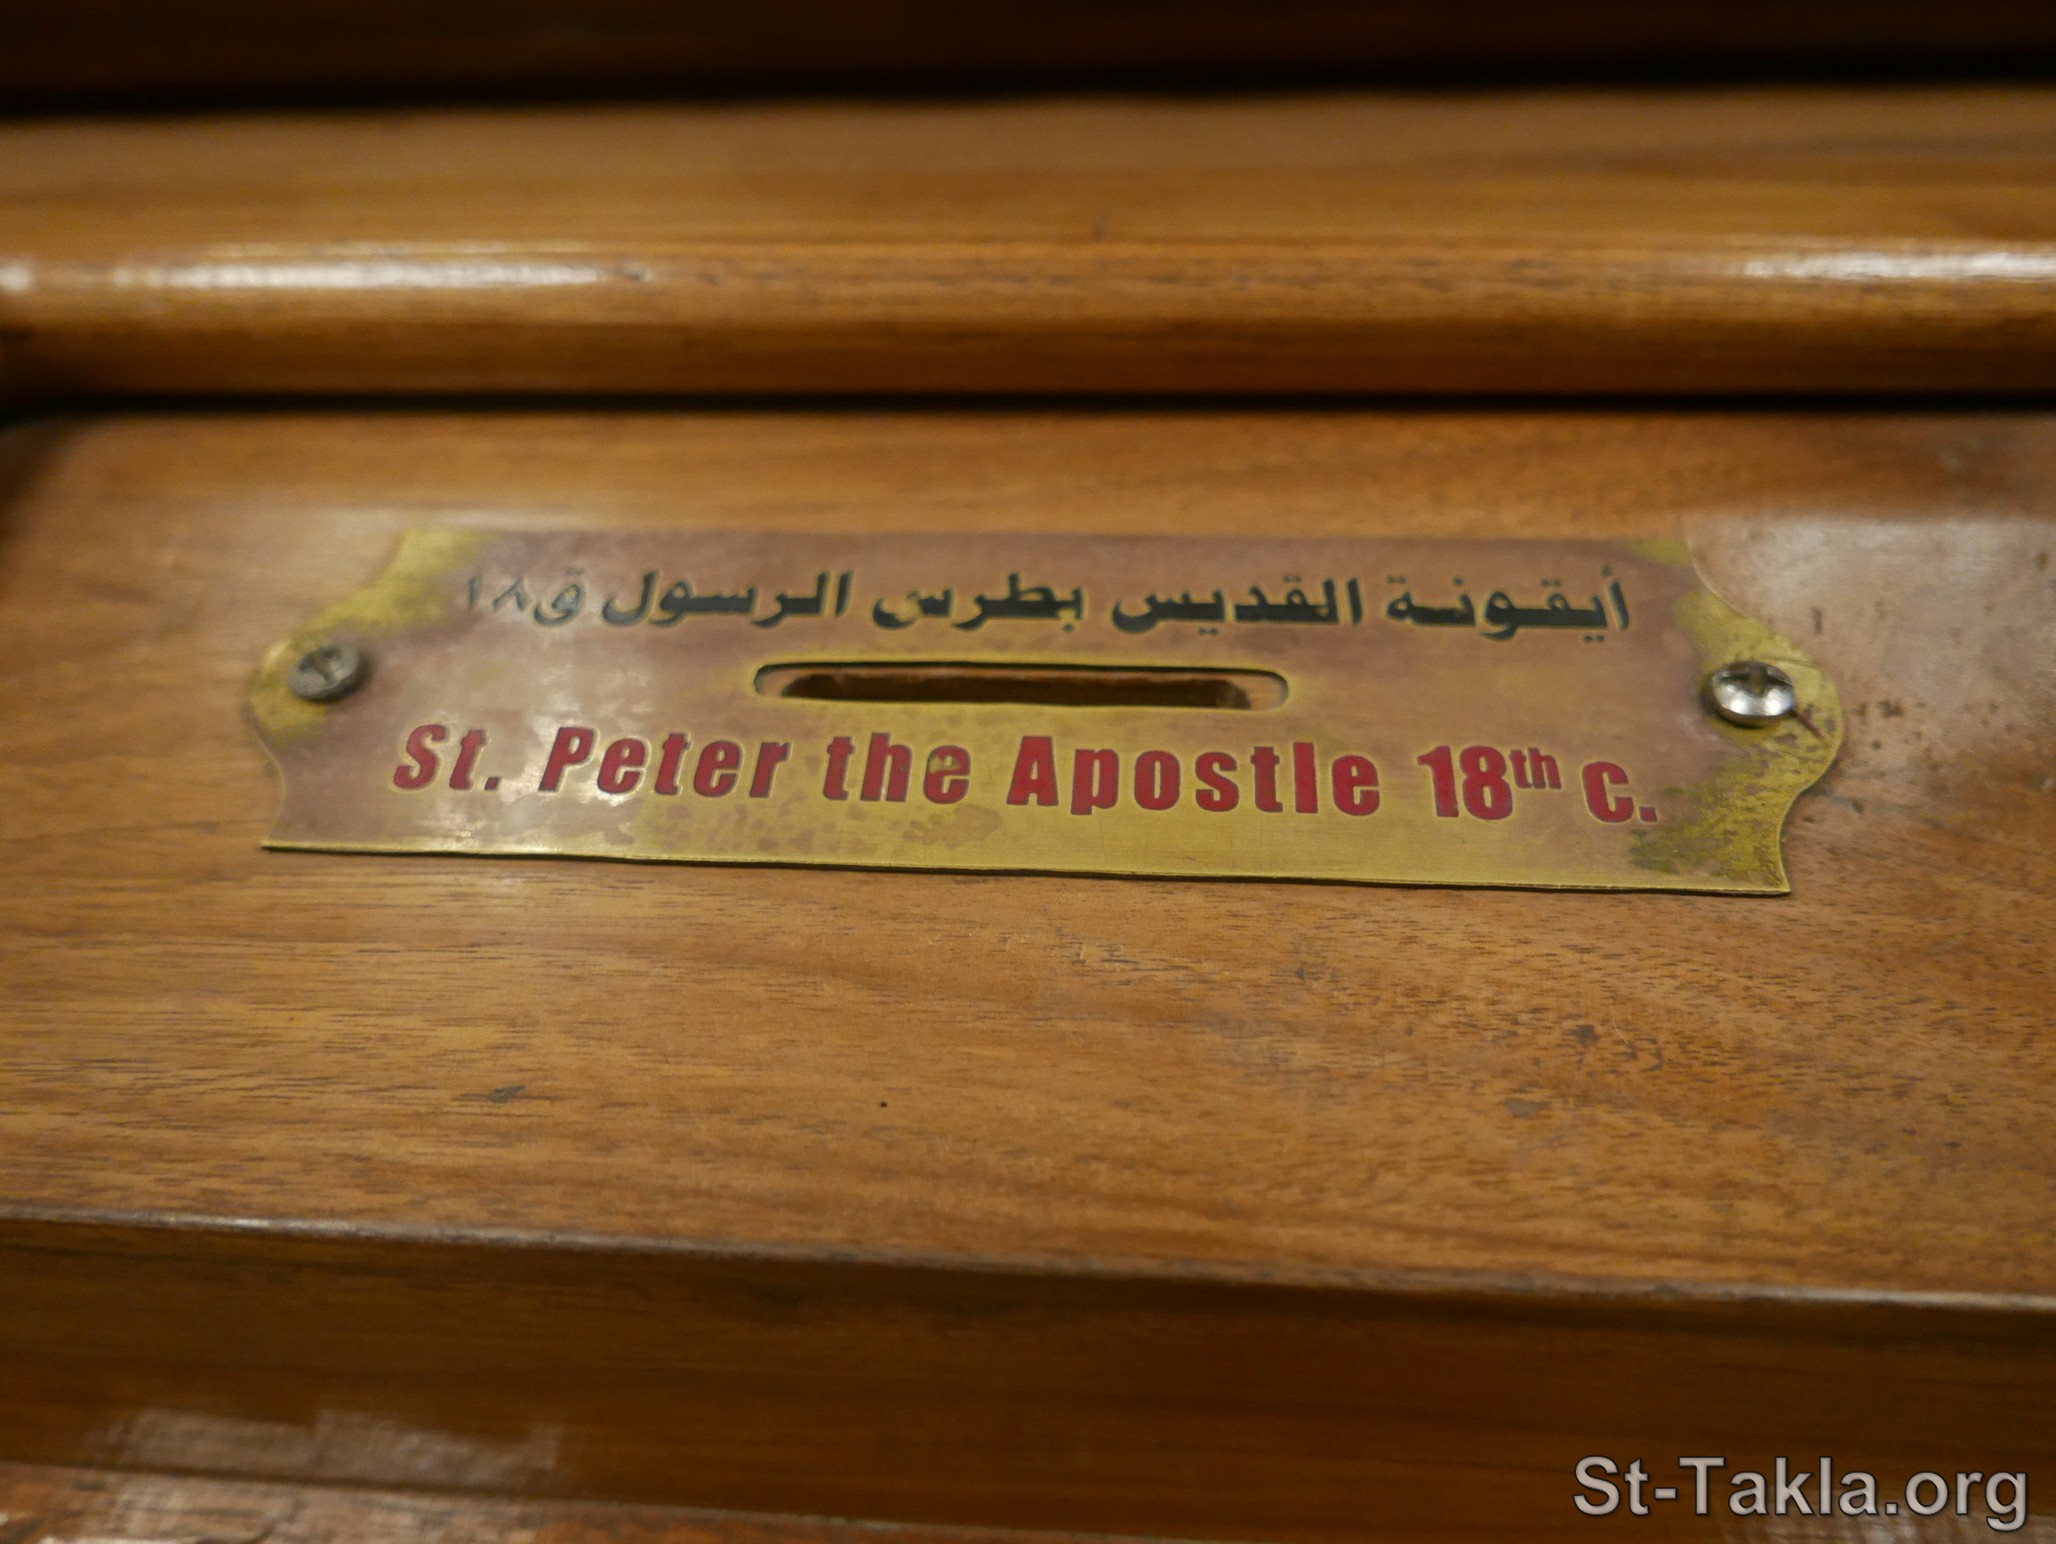 أيقونة القديس بطرس الرسول ق١٨
St. Peter the Apostle 18th C.
St-Takla.org